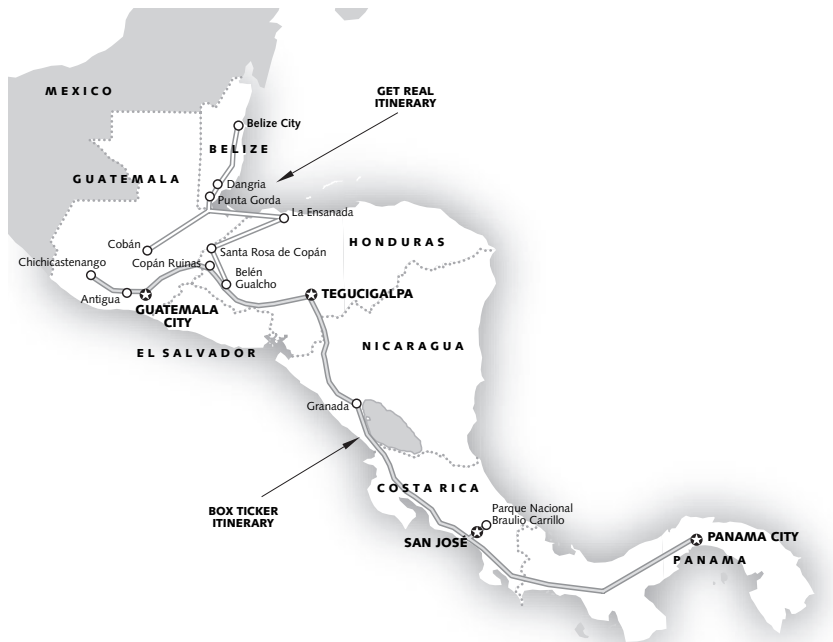 MEXICO
GET REAL
ITINERARY
Belize City
BELIZE
GUATEMALA
Dangria
Punta Gorda
La Ensanada
Cobán
Santa Rosa de Copán
HONDURAS
Chichicastenango
Copán Ruinas
Belén
Gualcho
Antigua
TEGUCIGALPA
GUATEMALA
CITY
NICARAGUA
EL SALVADOR
Granada
COSTA RICA
BOX TICKER
ITINERARY
Parque Nacional
Braulio Carrillo
SAN JOSÉ
PANAMA CITY
PANAMA